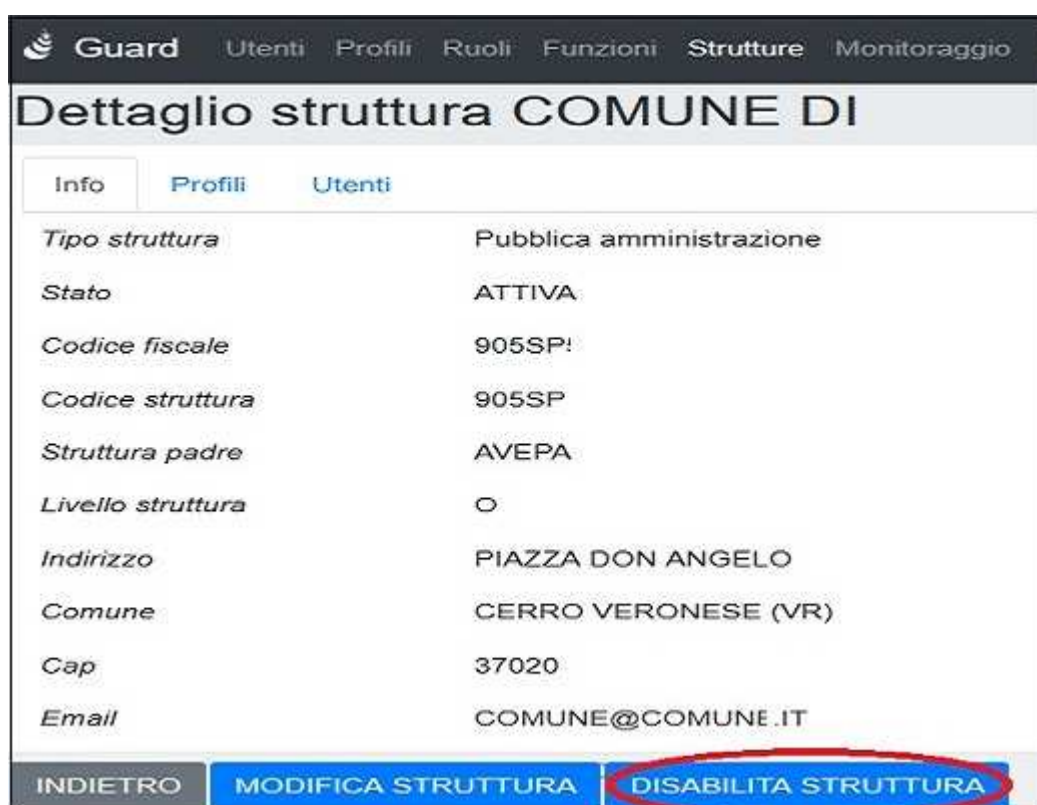 Guard Utenti Profili Ruoli Funzioni Strutture Monitoraggio
Dettaglio struttura COMUNE DI
Info Profili Utenti
Tipo struttura Pubblica amministrazione
Stato ATTIVA
Codice fiscale 905SP!
Codice struttura 905SP
Struttura padre AVEPA
Livello struttura O
Indirizzo PIAZZA DON ANGELO
Comune CERRO VERONESE (VR)
Cap 37020
Email COMUNE@COMUNE.IT
INDIETRO MODIFICA STRUTTURA DISABILITA STRUTTURA